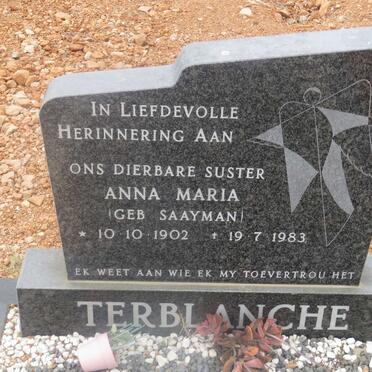 IN LIEFDEVOLLE
HERINNERING AAN
ONS DIERBARE SUSTER
ANNA MARIA
(GEB SAAYMAN)
* 10·10·1902 + 19·7·1983
EK WEET AAN WIE EK MY TOEVERTROU HET
TERBLANCHE